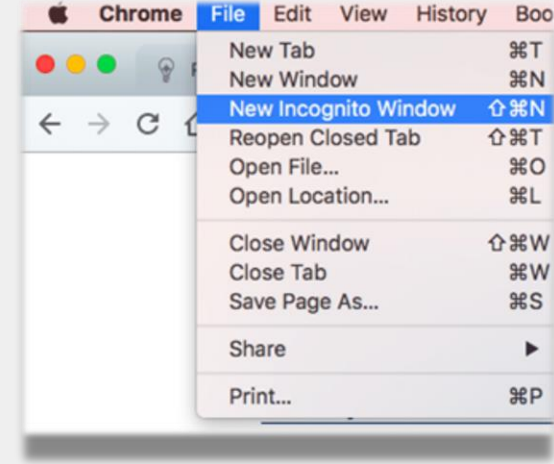 Chrome File Edit View History Boo
New Tab ⌘T
New Window ⌘N
New Incognito Window ⇧⌘N
Reopen Closed Tab ⇧⌘T
Open File... ⌘O
Open Location... ⌘L
Close Window ⇧⌘W
Close Tab ⌘W
Save Page As... ⌘S
Share ▶
Print... ⌘P